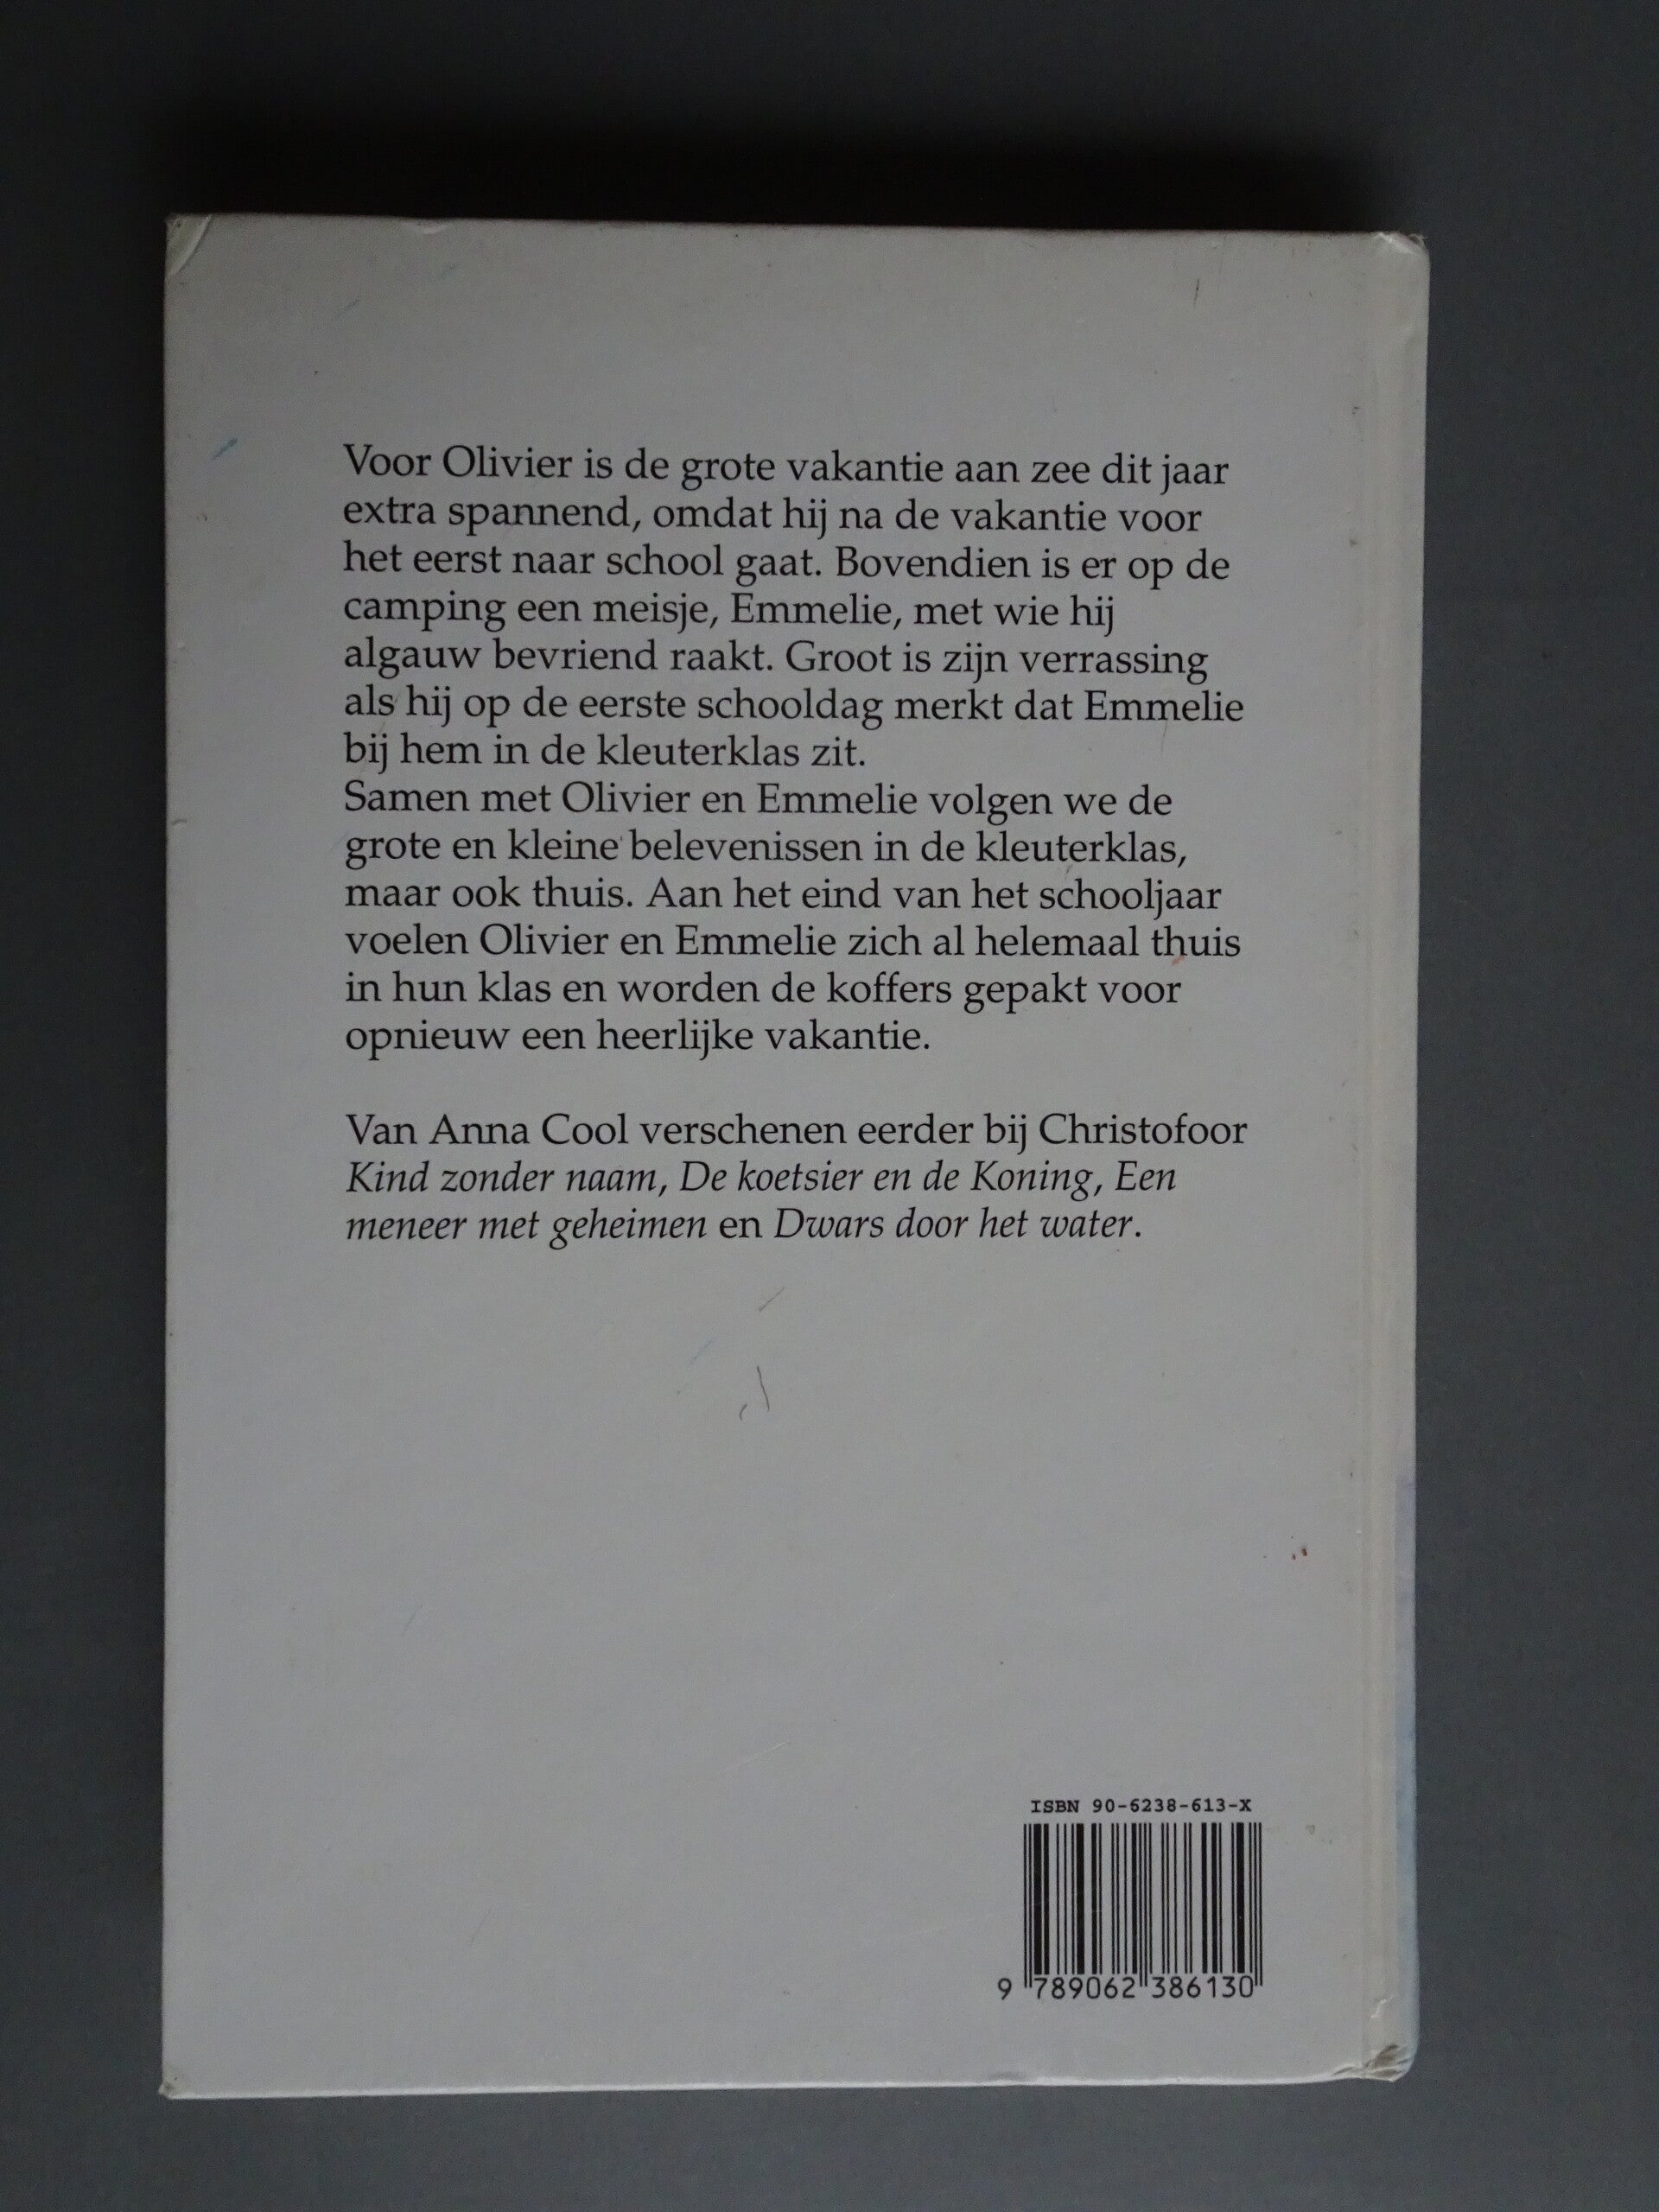 Voor Olivier is de grote vakantie aan zee dit jaar
extra spannend, omdat hij na de vakantie voor
het eerst naar school gaat. Bovendien is er op de
camping een meisje, Emmelie, met wie hij
algauw bevriend raakt. Groot is zijn verrassing
als hij op de eerste schooldag merkt dat Emmelie
bij hem in de kleuterklas zit.
Samen met Olivier en Emmelie volgen we de
grote en kleine belevenissen in de kleuterklas,
maar ook thuis. Aan het eind van het schooljaar
voelen Olivier en Emmelie zich al helemaal thuis
in hun klas en worden de koffers gepakt voor
opnieuw een heerlijke vakantie.
Van Anna Cool verschenen eerder bij Christofoor
Kind zonder naam, De koetsier en de Koning, Een
meneer met geheimen en Dwars door het water.
ISBN 90-6238-613-X
9 789062 386130